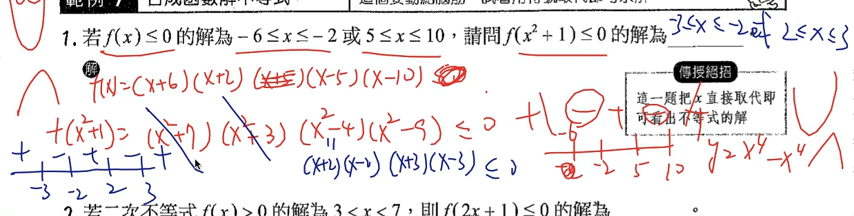 1. 若 f(x) ≤ 0 的解為 −6 ≤ x ≤ −2 或 5 ≤ x ≤ 10，請問 f(x²+1) ≤ 0 的解為 -3≤x≤-2 or 2≤x≤3
解 f(x)=(x+6)(x+2) (x-5)(x-10) ≤0
傳授絕招
這一題把 x 直接取代即
可看出不等式的解
f(x²+1)= (x²+7) (x²+3) (x²-4)(x²-9) ≤ 0
+ - + - +
-6 -2 5 10
y=x⁴ -x⁴
(x+2)(x-2) (x+3)(x-3) ≤ 0
+ - + - +
-3 -2 2 3
2. 若二次不等式 f(x) > 0 的解為 3 < x < 7，則 f(2x+1) ≤ 0 的解為 。